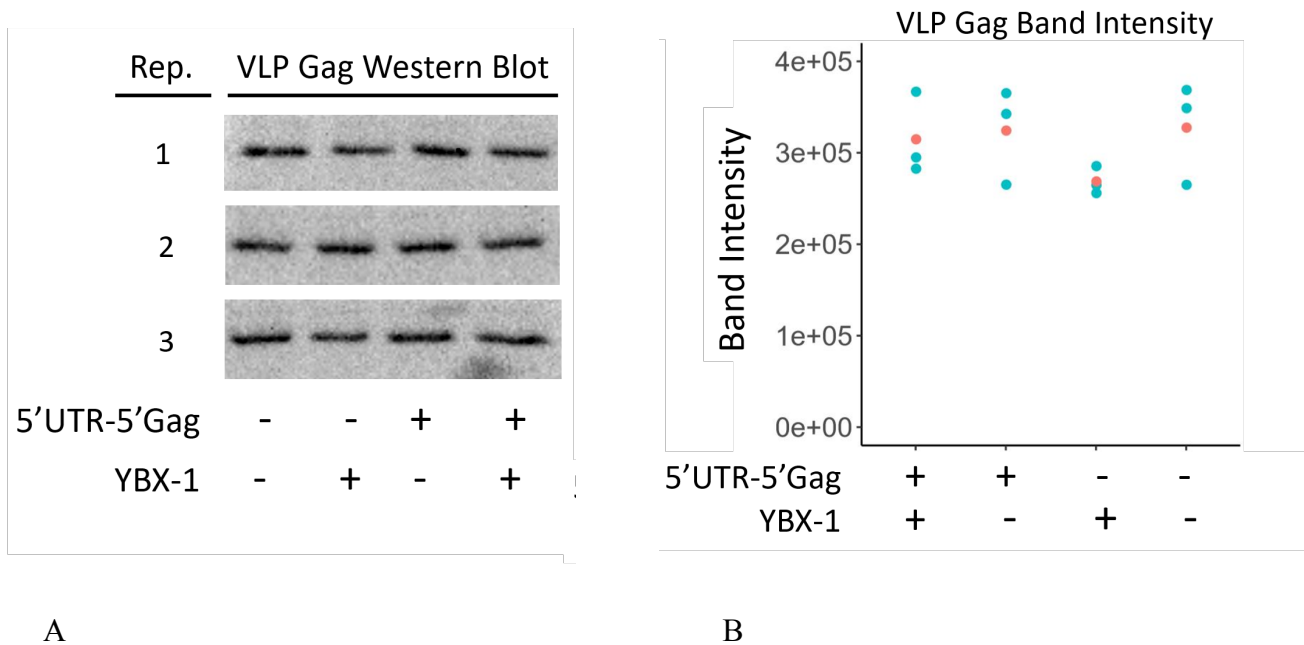 Rep. VLP Gag Western Blot
1
2
3
5’UTR-5’Gag - - + +
YBX-1 - + - +
A
VLP Gag Band Intensity
Band Intensity
4e+05
3e+05
2e+05
1e+05
0e+00
5’UTR-5’Gag + + - -
YBX-1 + - + -
B